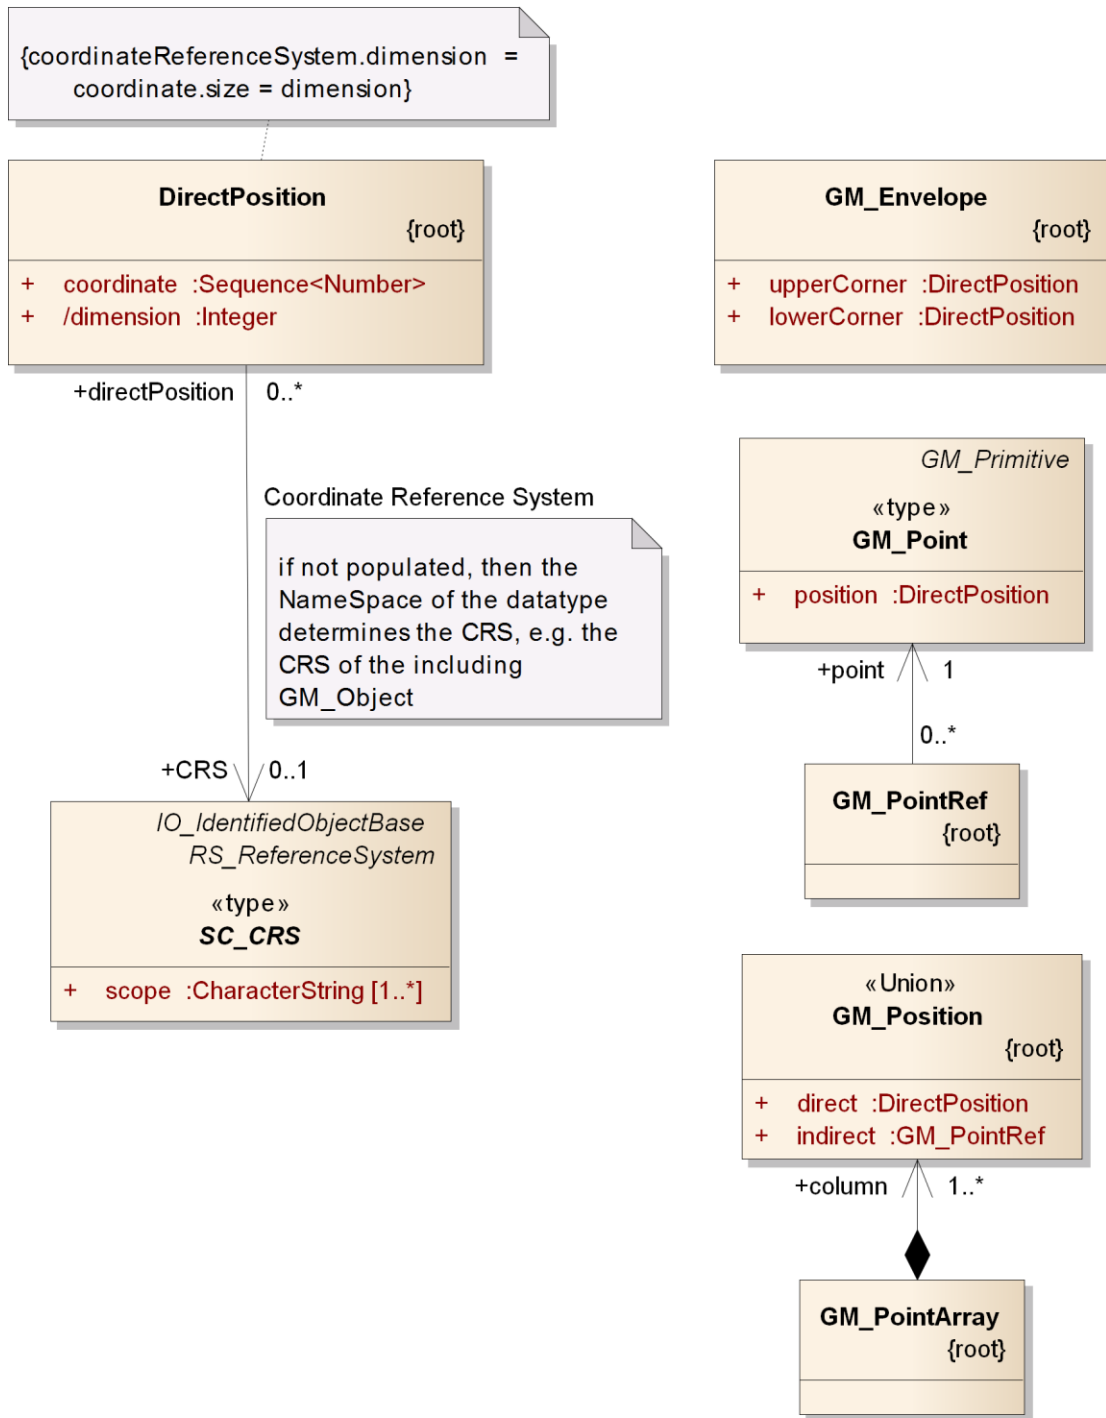 {coordinateReferenceSystem.dimension =
coordinate.size = dimension}
DirectPosition
{root}
+ coordinate :Sequence<Number>
+ /dimension :Integer
+directPosition 0..*
Coordinate Reference System
if not populated, then the
NameSpace of the datatype
determines the CRS, e.g. the
CRS of the including
GM_Object
+CRS 0..1
IO_IdentifiedObjectBase
RS_ReferenceSystem
«type»
SC_CRS
+ scope :CharacterString [1..*]
GM_Envelope
{root}
+ upperCorner :DirectPosition
+ lowerCorner :DirectPosition
GM_Primitive
«type»
GM_Point
+ position :DirectPosition
+point 1
0..*
GM_PointRef
{root}
«Union»
GM_Position
{root}
+ direct :DirectPosition
+ indirect :GM_PointRef
+column 1..*
GM_PointArray
{root}